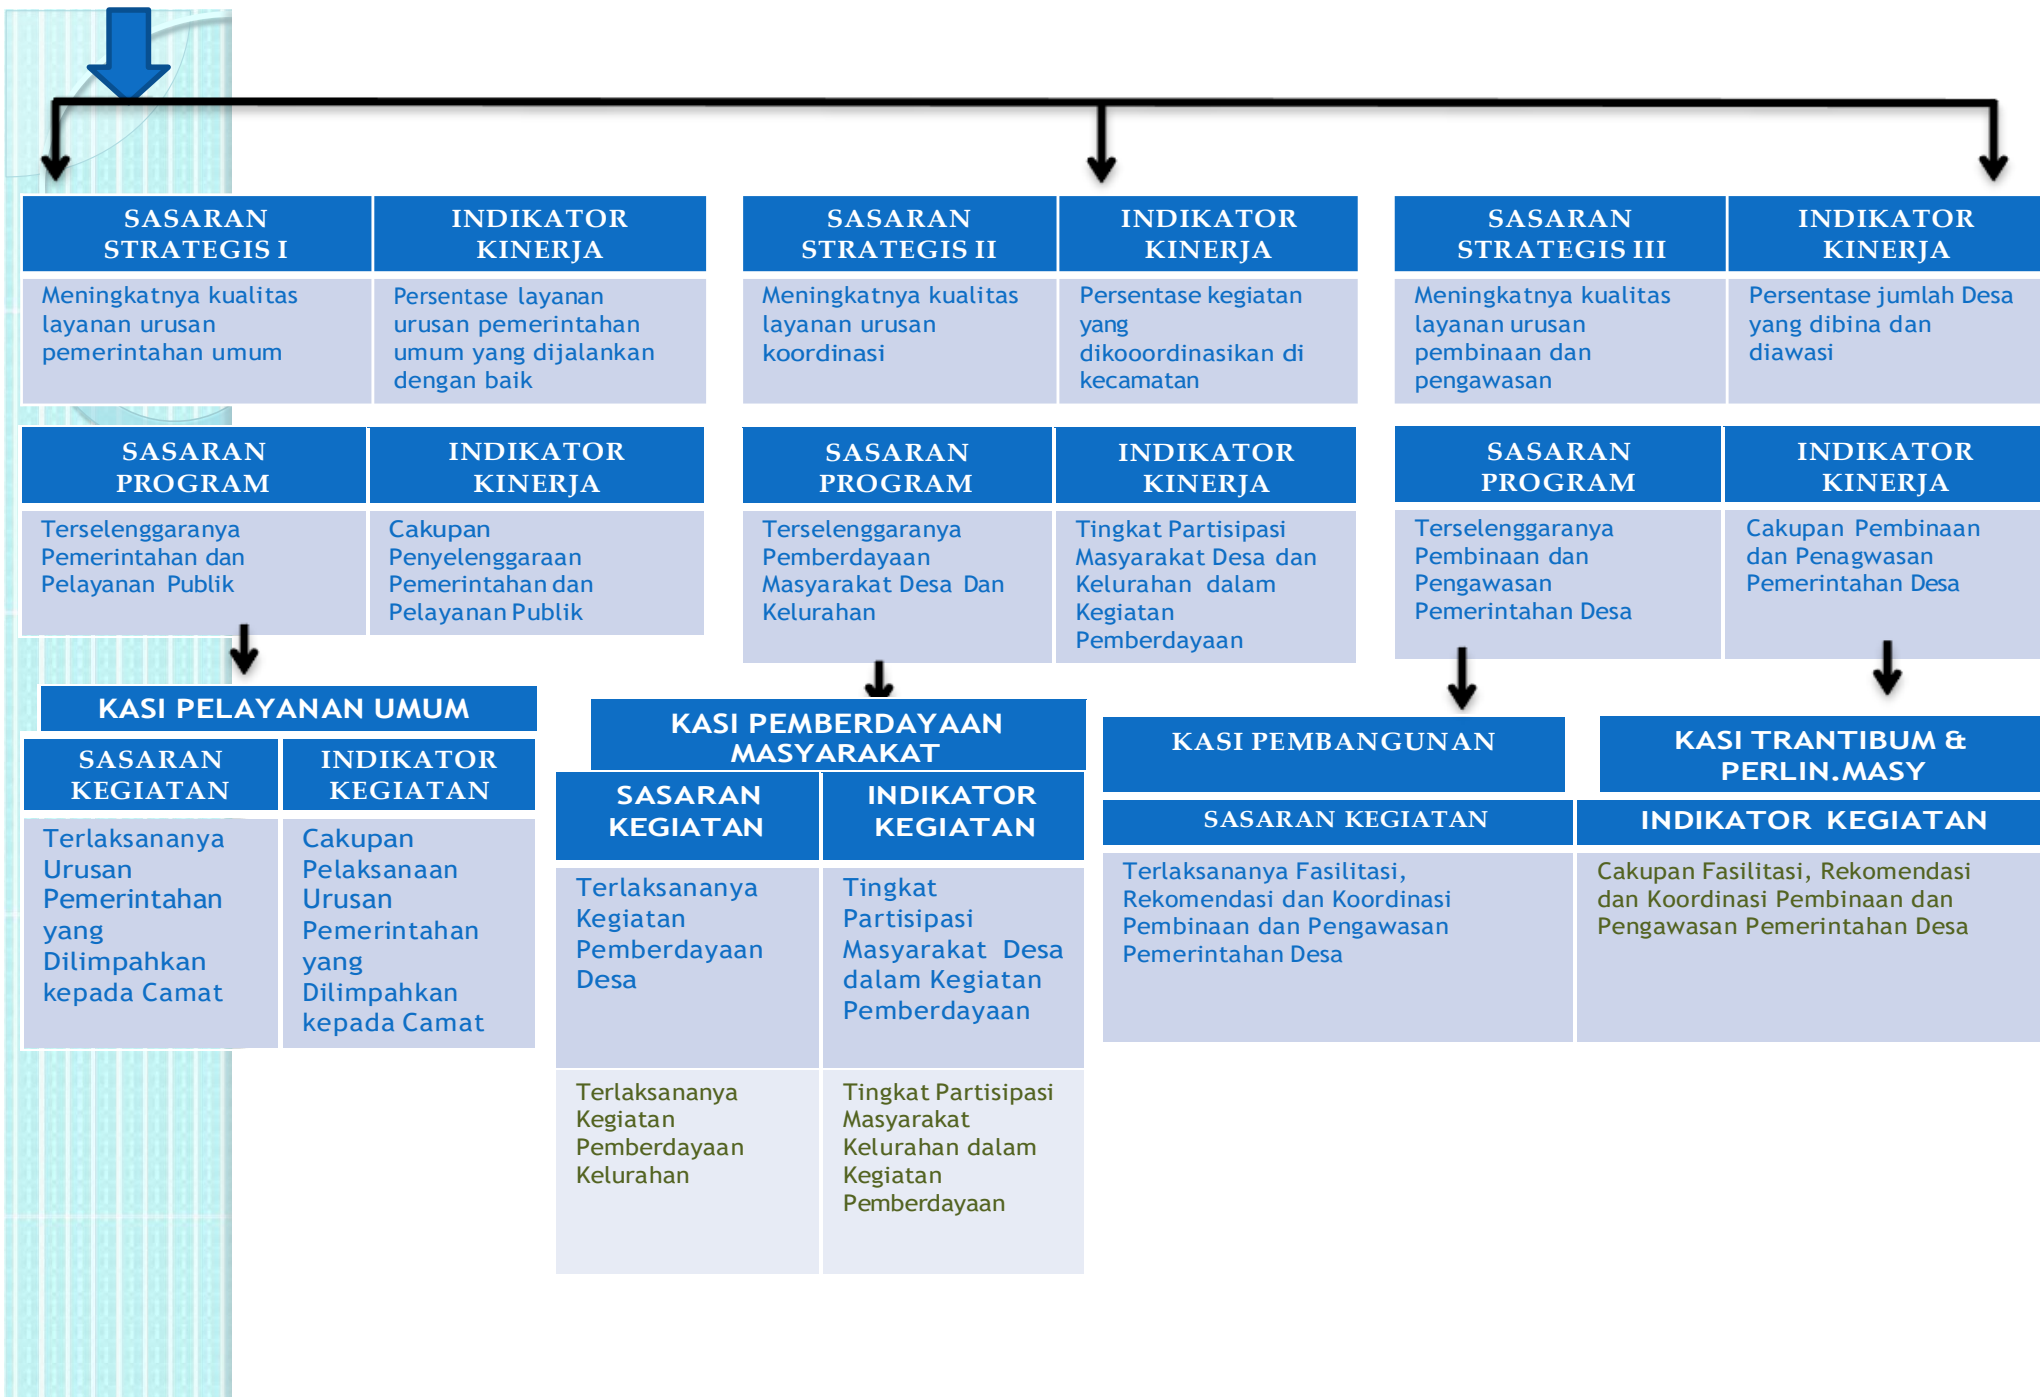 SASARAN
STRATEGIS I
INDIKATOR
KINERJA
Meningkatnya kualitas
layanan urusan
pemerintahan umum
Persentase layanan
urusan pemerintahan
umum yang dijalankan
dengan baik
SASARAN
STRATEGIS II
INDIKATOR
KINERJA
Meningkatnya kualitas
layanan urusan
koordinasi
Persentase kegiatan
yang
dikooordinasikan di
kecamatan
SASARAN
STRATEGIS III
INDIKATOR
KINERJA
Meningkatnya kualitas
layanan urusan
pembinaan dan
pengawasan
Persentase jumlah Desa
yang dibina dan
diawasi
SASARAN
PROGRAM
INDIKATOR
KINERJA
Terselenggaranya
Pemerintahan dan
Pelayanan Publik
Cakupan
Penyelenggaraan
Pemerintahan dan
Pelayanan Publik
SASARAN
PROGRAM
INDIKATOR
KINERJA
Terselenggaranya
Pemberdayaan
Masyarakat Desa Dan
Kelurahan
Tingkat Partisipasi
Masyarakat Desa dan
Kelurahan dalam
Kegiatan
Pemberdayaan
SASARAN
PROGRAM
INDIKATOR
KINERJA
Terselenggaranya
Pembinaan dan
Pengawasan
Pemerintahan Desa
Cakupan Pembinaan
dan Penagwasan
Pemerintahan Desa
KASI PELAYANAN UMUM
SASARAN
KEGIATAN
INDIKATOR
KEGIATAN
Terlaksananya
Urusan
Pemerintahan
yang
Dilimpahkan
kepada Camat
Cakupan
Pelaksanaan
Urusan
Pemerintahan
yang
Dilimpahkan
kepada Camat
KASI PEMBERDAYAAN
MASYARAKAT
SASARAN
KEGIATAN
INDIKATOR
KEGIATAN
Terlaksananya
Kegiatan
Pemberdayaan
Desa
Tingkat
Partisipasi
Masyarakat Desa
dalam Kegiatan
Pemberdayaan
Terlaksananya
Kegiatan
Pemberdayaan
Kelurahan
Tingkat Partisipasi
Masyarakat
Kelurahan dalam
Kegiatan
Pemberdayaan
KASI PEMBANGUNAN
KASI TRANTIBUM &
PERLIN.MASY
SASARAN KEGIATAN
INDIKATOR KEGIATAN
Terlaksananya Fasilitasi,
Rekomendasi dan Koordinasi
Pembinaan dan Pengawasan
Pemerintahan Desa
Cakupan Fasilitasi, Rekomendasi
dan Koordinasi Pembinaan dan
Pengawasan Pemerintahan Desa